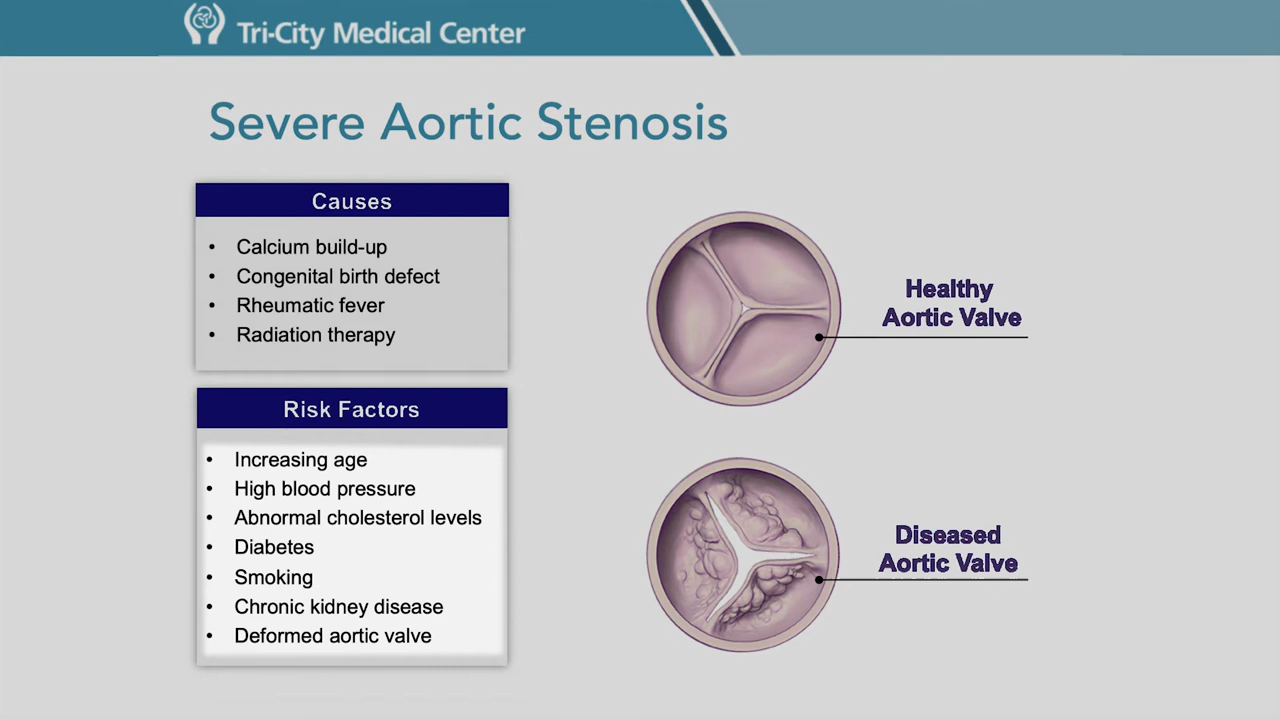 Tri-City Medical Center
Severe Aortic Stenosis
Causes
• Calcium build-up
• Congenital birth defect
• Rheumatic fever
• Radiation therapy
Risk Factors
• Increasing age
• High blood pressure
• Abnormal cholesterol levels
• Diabetes
• Smoking
• Chronic kidney disease
• Deformed aortic valve
Healthy
Aortic Valve
Diseased
Aortic Valve